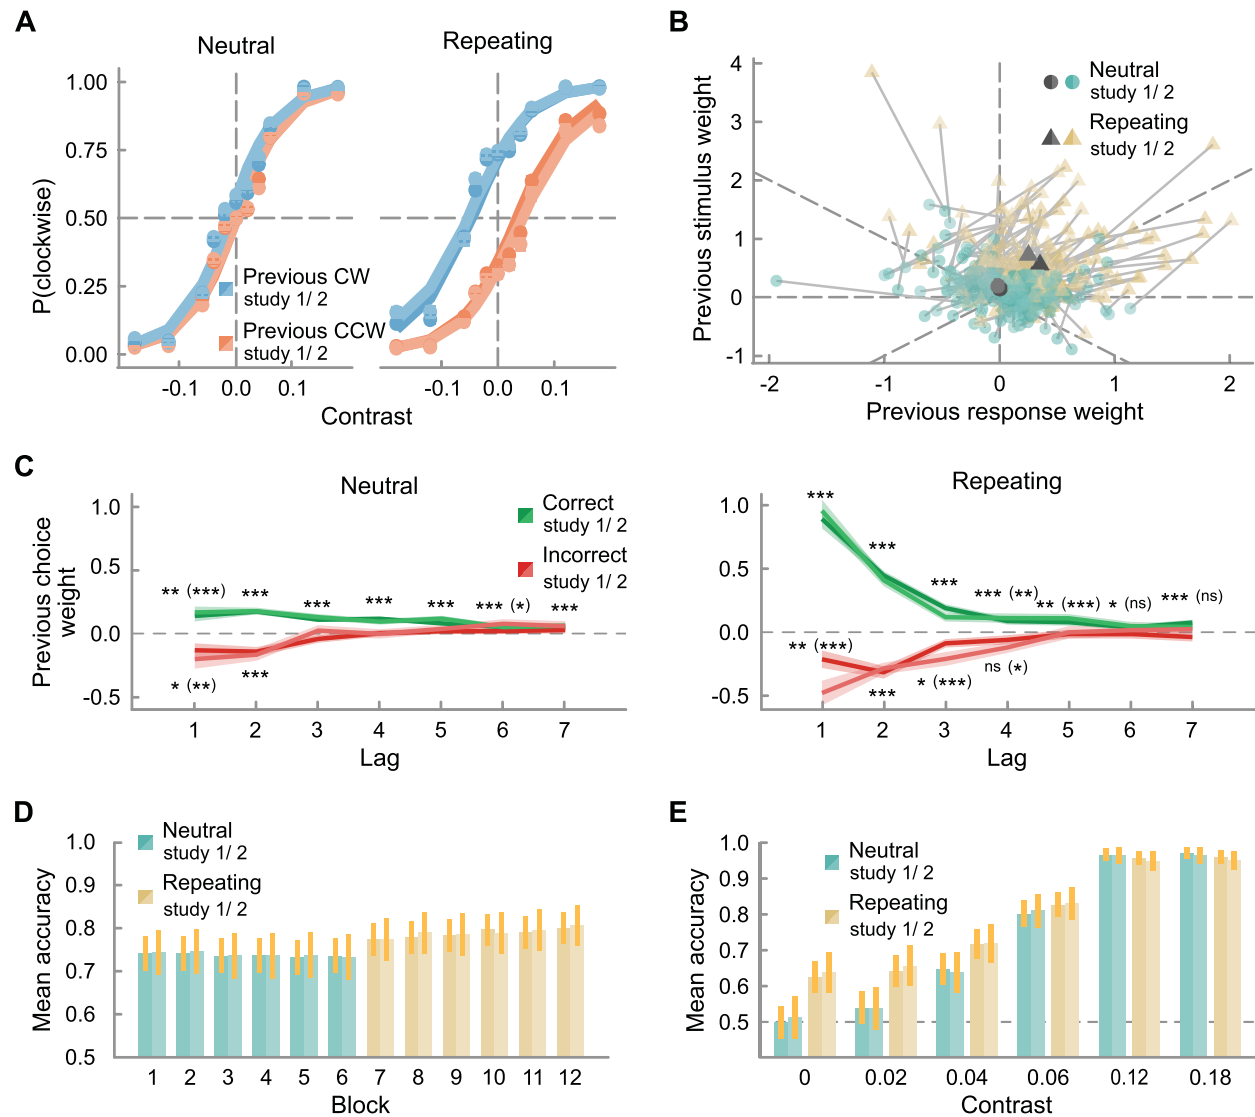 A
Neutral
Repeating
P(clockwise)
1.00
0.75
0.50
0.25
0.00
Previous CW
study 1/ 2
Previous CCW
study 1/ 2
-0.1
0.0
0.1
-0.1
0.0
0.1
Contrast
B
Previous stimulus weight
4
3
2
1
0
-1
Neutral
study 1/ 2
Repeating
study 1/ 2
-2
-1
0
1
2
Previous response weight
C
Neutral
Previous choice
weight
1.0
0.5
0.0
-0.5
Correct
study 1/ 2
Incorrect
study 1/ 2
** (***)
***
***
***
***
*** (*)
***
* (**)
***
1 2 3 4 5 6 7
Lag
Repeating
1.0
0.5
0.0
-0.5
***
***
***
*** (**)
** (***)
* (ns)
*** (ns)
** (***)
***
* (***)
ns (*)
1 2 3 4 5 6 7
Lag
D
Mean accuracy
1.0
0.9
0.8
0.7
0.6
0.5
Neutral
study 1/ 2
Repeating
study 1/ 2
1 2 3 4 5 6 7 8 9 10 11 12
Block
E
Mean accuracy
1.0
0.9
0.8
0.7
0.6
0.5
Neutral
study 1/ 2
Repeating
study 1/ 2
0 0.02 0.04 0.06 0.12 0.18
Contrast